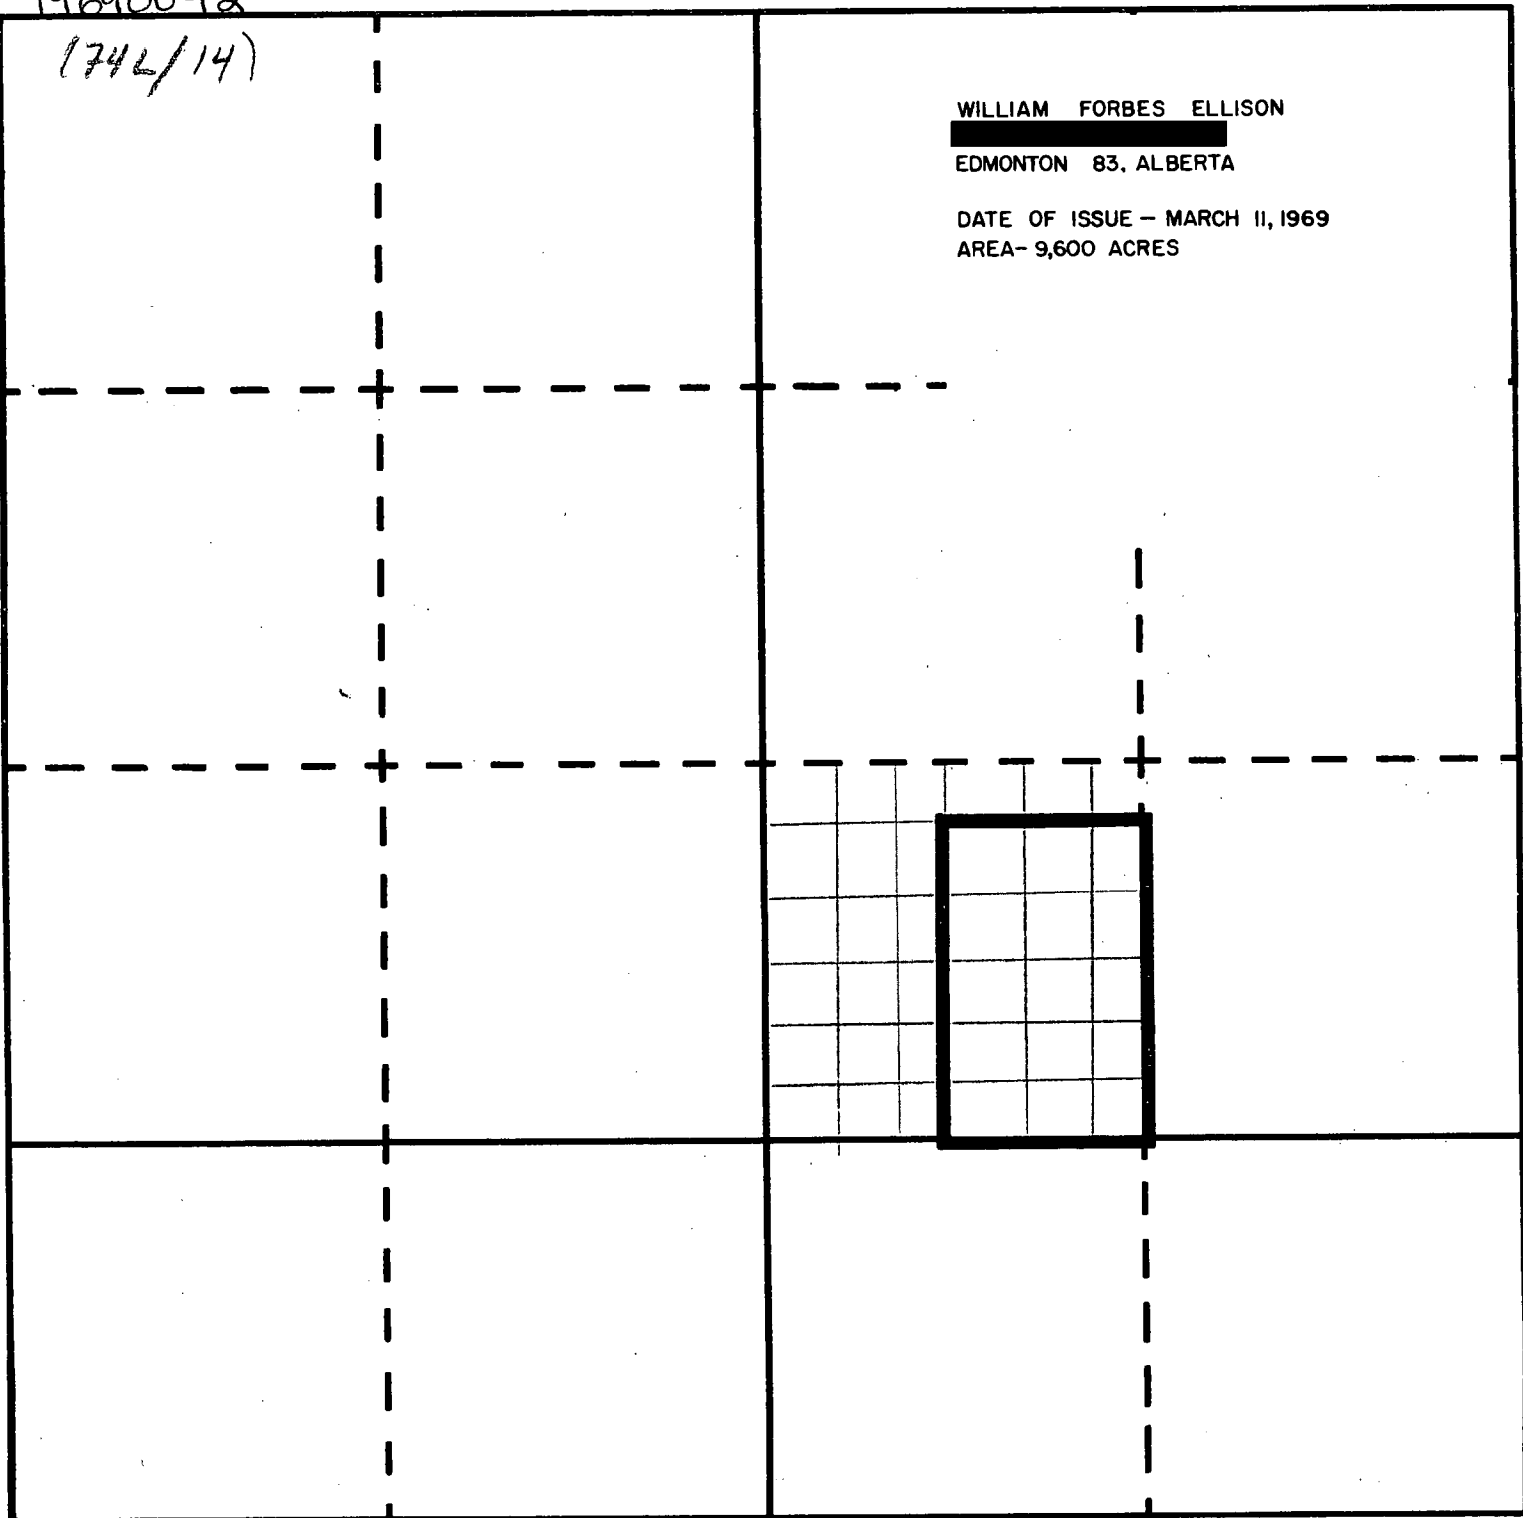 (74L/14)
WILLIAM FORBES ELLISON
EDMONTON 83, ALBERTA
DATE OF ISSUE — MARCH 11, 1969
AREA- 9,600 ACRES